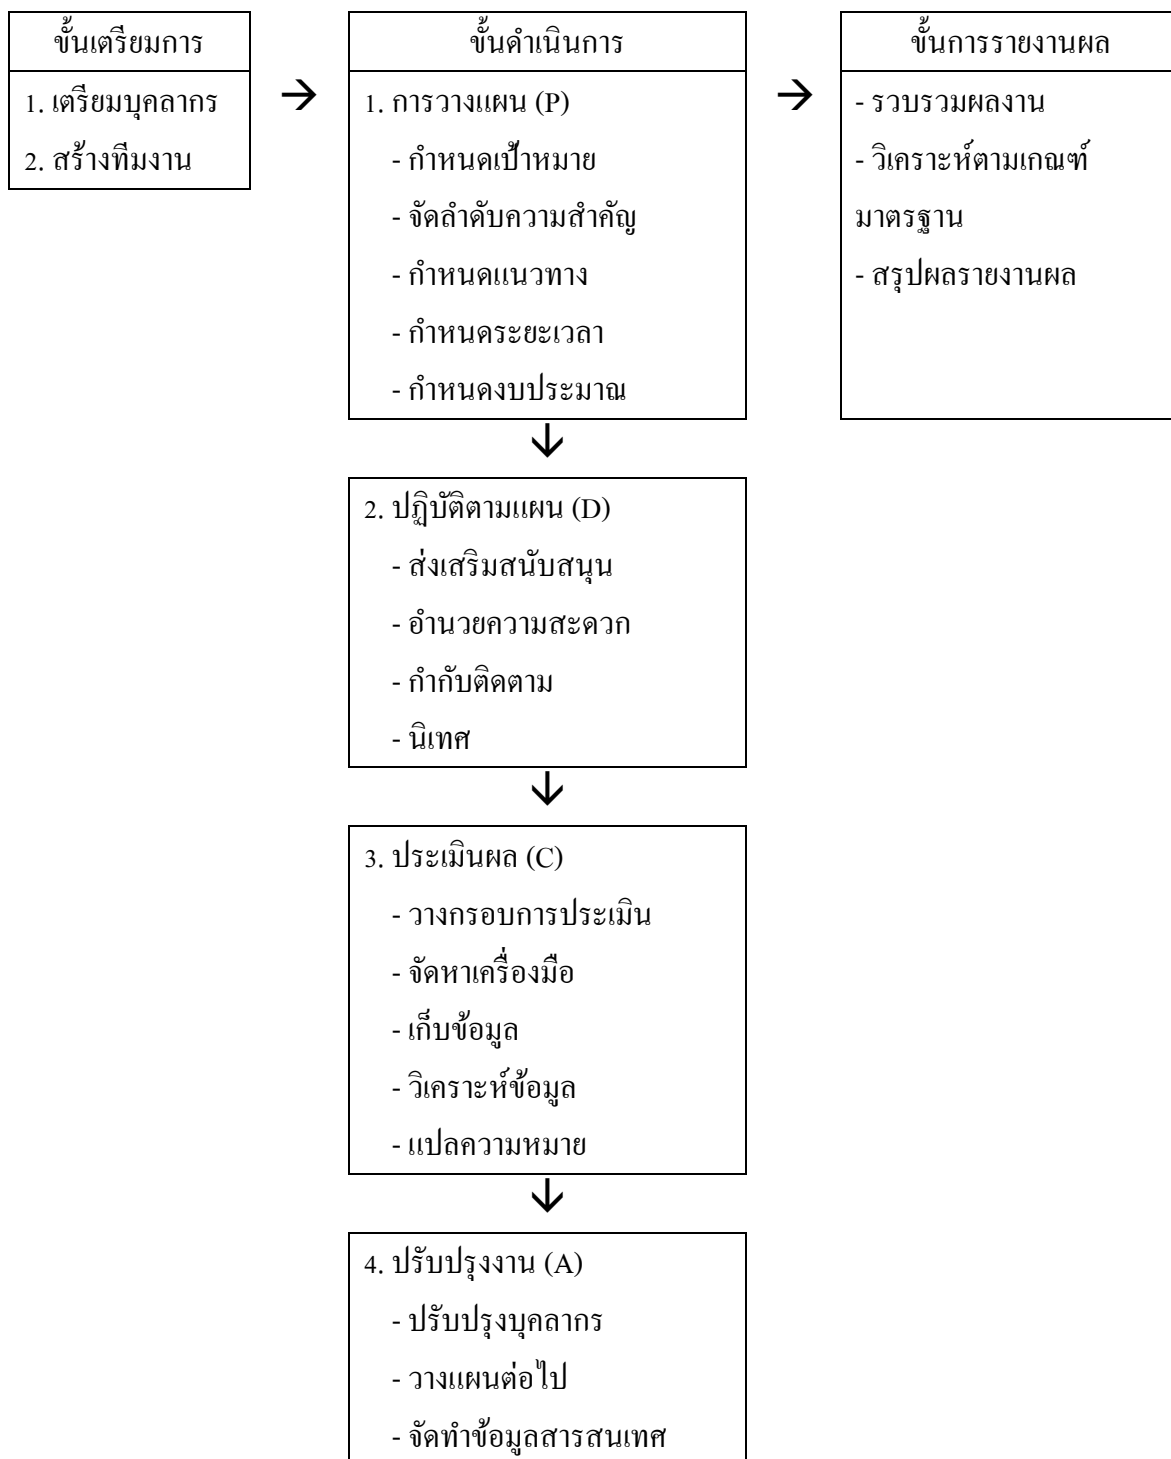 ขั้นเตรียมการ
1. เตรียมบุคลากร
2. สร้างทีมงาน
→
ขั้นดำเนินการ
1. การวางแผน (P)
- กำหนดเป้าหมาย
- จัดลำดับความสำคัญ
- กำหนดแนวทาง
- กำหนดระยะเวลา
- กำหนดงบประมาณ
→
ขั้นการรายงานผล
- รวบรวมผลงาน
- วิเคราะห์ตามเกณฑ์
มาตรฐาน
- สรุปผลรายงานผล
↓
2. ปฏิบัติตามแผน (D)
- ส่งเสริมสนับสนุน
- อำนวยความสะดวก
- กำกับติดตาม
- นิเทศ
↓
3. ประเมินผล (C)
- วางกรอบการประเมิน
- จัดหาเครื่องมือ
- เก็บข้อมูล
- วิเคราะห์ข้อมูล
- แปลความหมาย
↓
4. ปรับปรุงงาน (A)
- ปรับปรุงบุคลากร
- วางแผนต่อไป
- จัดทำข้อมูลสารสนเทศ